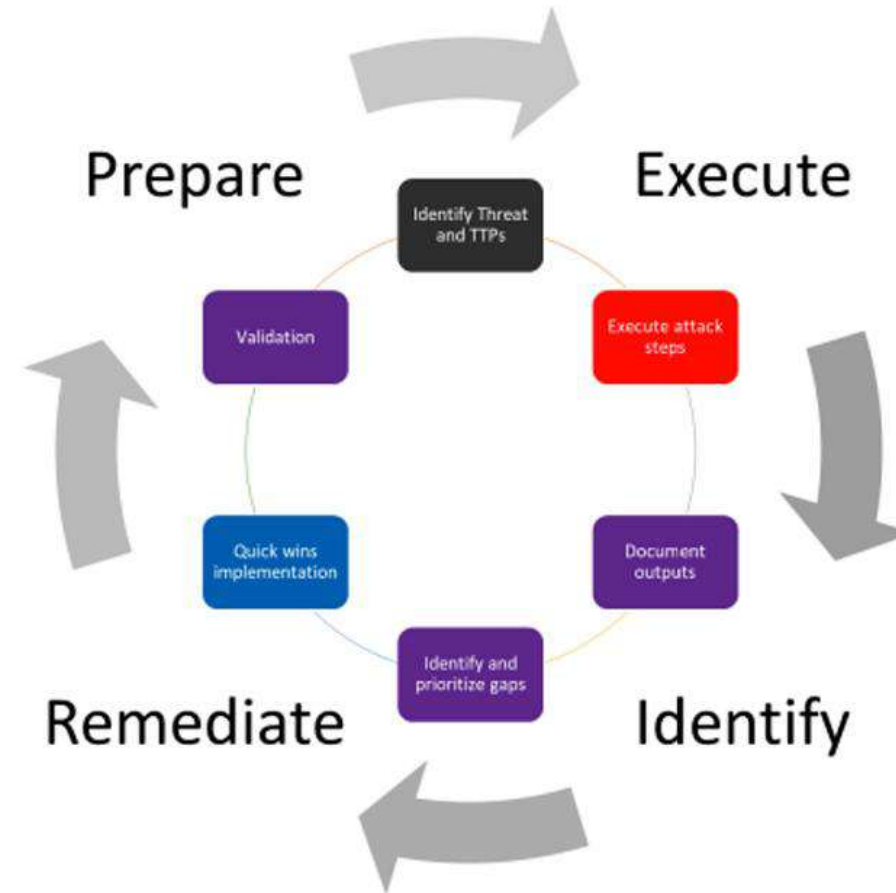 Prepare
Execute
Identify Threat
and TTPs
Validation
Execute attack
steps
Quick wins
implementation
Document
outputs
Identify and
prioritize gaps
Remediate
Identify